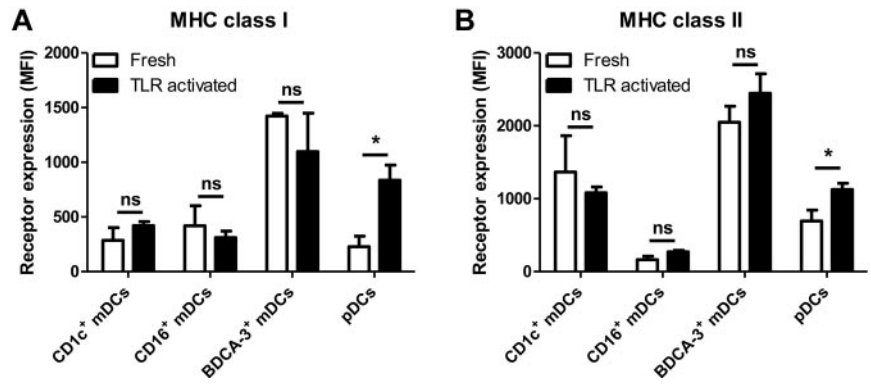 A
MHC class I
Receptor expression (MFI)
2000
1500
1000
500
0
Fresh
TLR activated
ns
ns
ns
*
CD1c+ mDCs
CD16+ mDCs
BDCA-3+ mDCs
pDCs
B
MHC class II
Receptor expression (MFI)
3000
2000
1000
0
Fresh
TLR activated
ns
ns
ns
*
CD1c+ mDCs
CD16+ mDCs
BDCA-3+ mDCs
pDCs